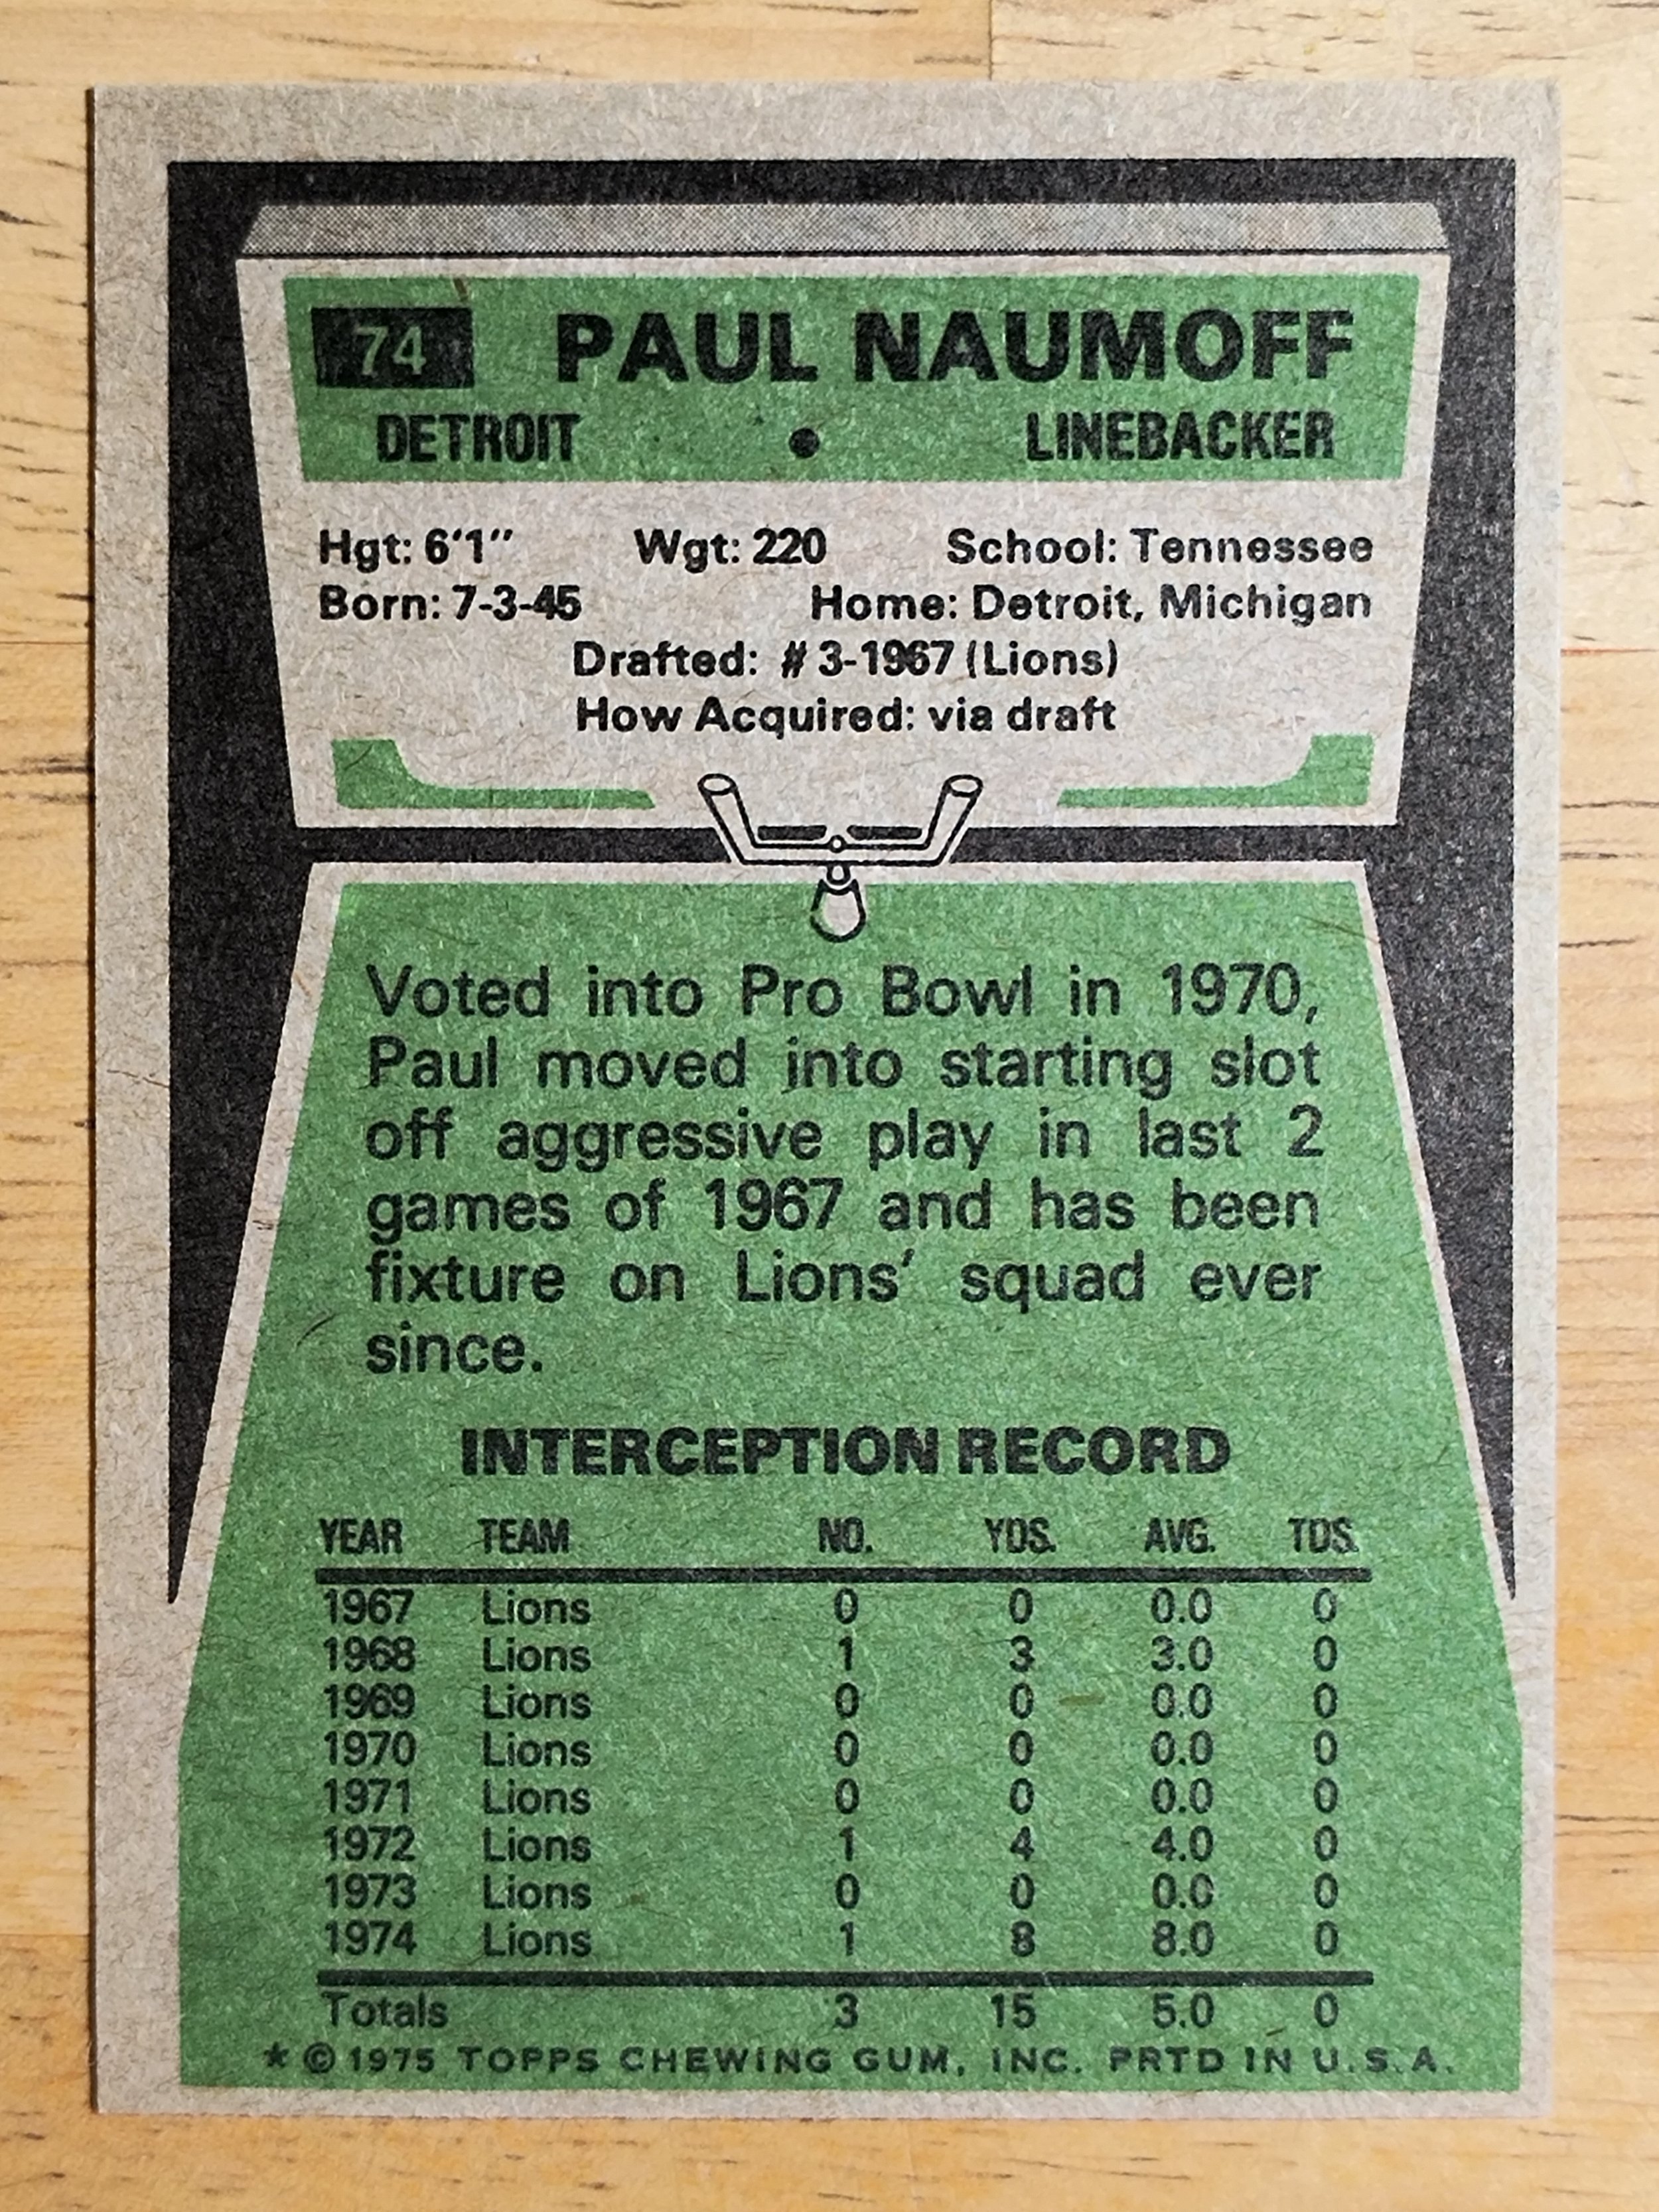 74 PAUL NAUMOFF
DETROIT • LINEBACKER
Hgt: 6'1" Wgt: 220 School: Tennessee
Born: 7-3-45 Home: Detroit, Michigan
Drafted: # 3-1967 (Lions)
How Acquired: via draft
Voted into Pro Bowl in 1970,
Paul moved into starting slot
off aggressive play in last 2
games of 1967 and has been
fixture on Lions' squad ever
since.
INTERCEPTION RECORD
YEAR TEAM NO. YDS. AVG. TDS.
1967 Lions 0 0 0.0 0
1968 Lions 1 3 3.0 0
1969 Lions 0 0 0.0 0
1970 Lions 0 0 0.0 0
1971 Lions 0 0 0.0 0
1972 Lions 1 4 4.0 0
1973 Lions 0 0 0.0 0
1974 Lions 1 8 8.0 0
Totals 3 15 5.0 0
* © 1975 TOPPS CHEWING GUM, INC. PRTD IN U.S.A.